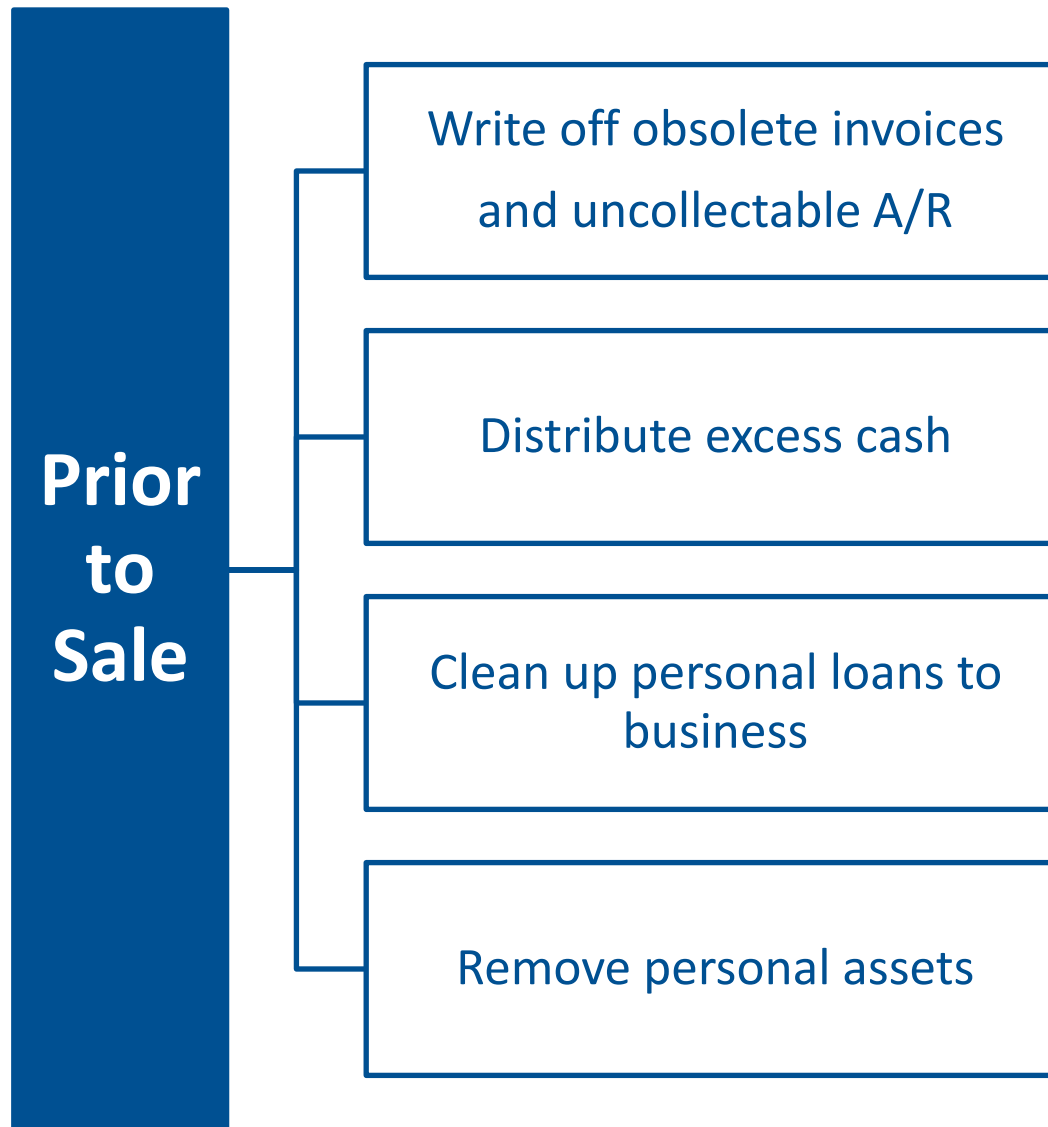 Prior
to
Sale
Write off obsolete invoices
and uncollectable A/R
Distribute excess cash
Clean up personal loans to
business
Remove personal assets